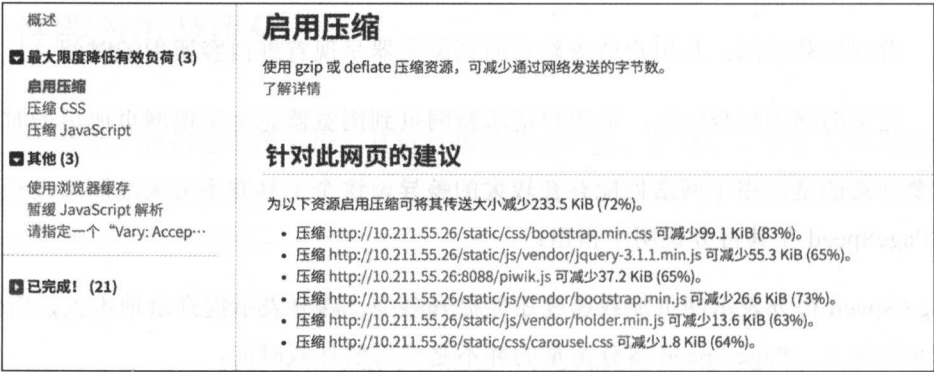 概述
最大限度降低有效负荷 (3)
启用压缩
压缩 CSS
压缩 JavaScript
其他 (3)
使用浏览器缓存
暂缓 JavaScript 解析
请指定一个“Vary: Accep…
已完成! (21)
启用压缩
使用 gzip 或 deflate 压缩资源，可减少通过网络发送的字节数。
了解详情
针对此网页的建议
为以下资源启用压缩可将其传送大小减少233.5 KiB (72%)。
• 压缩 http://10.211.55.26/static/css/bootstrap.min.css 可减少99.1 KiB (83%)。
• 压缩 http://10.211.55.26/static/js/vendor/jquery-3.1.1.min.js 可减少55.3 KiB (65%)。
• 压缩 http://10.211.55.26:8088/piwik.js 可减少37.2 KiB (65%)。
• 压缩 http://10.211.55.26/static/js/vendor/bootstrap.min.js 可减少26.6 KiB (73%)。
• 压缩 http://10.211.55.26/static/js/vendor/holder.min.js 可减少13.6 KiB (63%)。
• 压缩 http://10.211.55.26/static/css/carousel.css 可减少1.8 KiB (64%)。